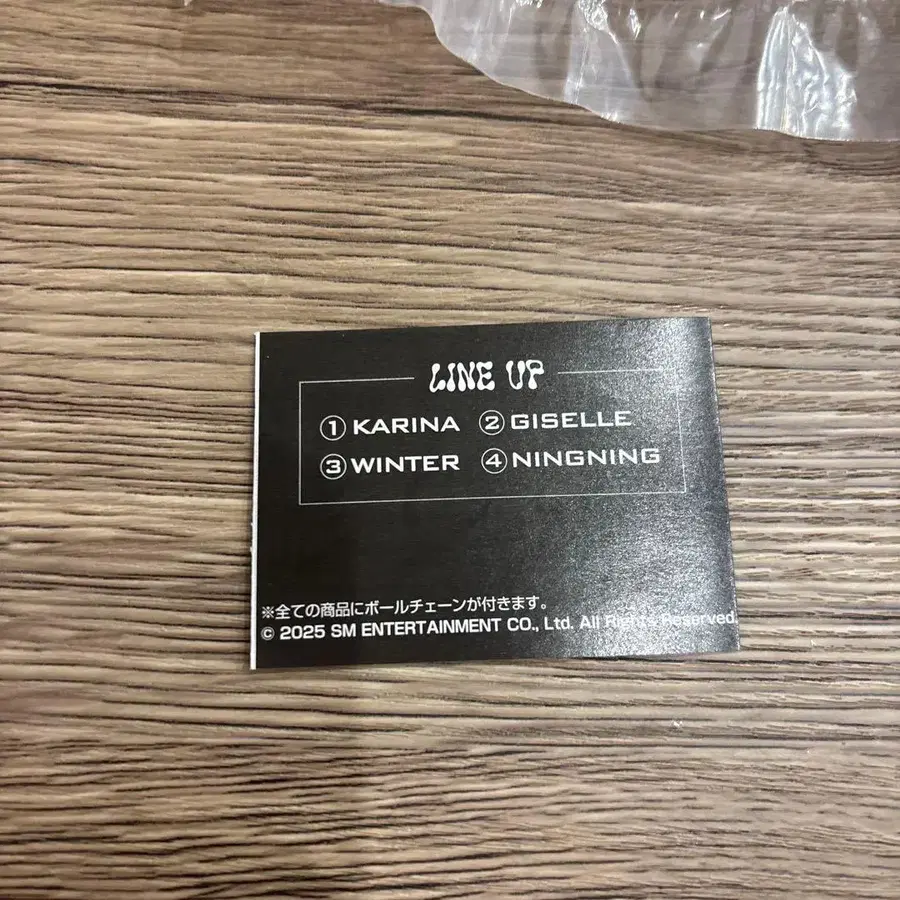 LINE UP
①KARINA ②GISELLE
③WINTER ④NINGNING
※全ての商品にボールチェーンが付きます。
© 2025 SM ENTERTAINMENT CO., Ltd. All Rights Reserved.